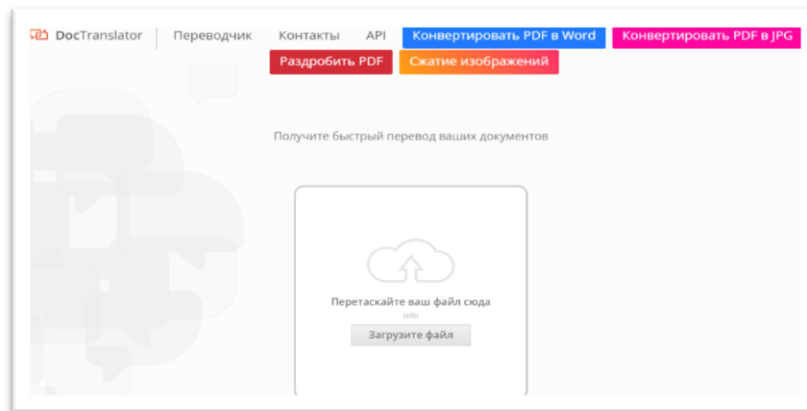 DocTranslator Переводчик Контакты API Конвертировать PDF в Word Конвертировать PDF в JPG
Раздробить PDF Сжатие изображений
Получите быстрый перевод ваших документов
Перетаскайте ваш файл сюда
или
Загрузите файл